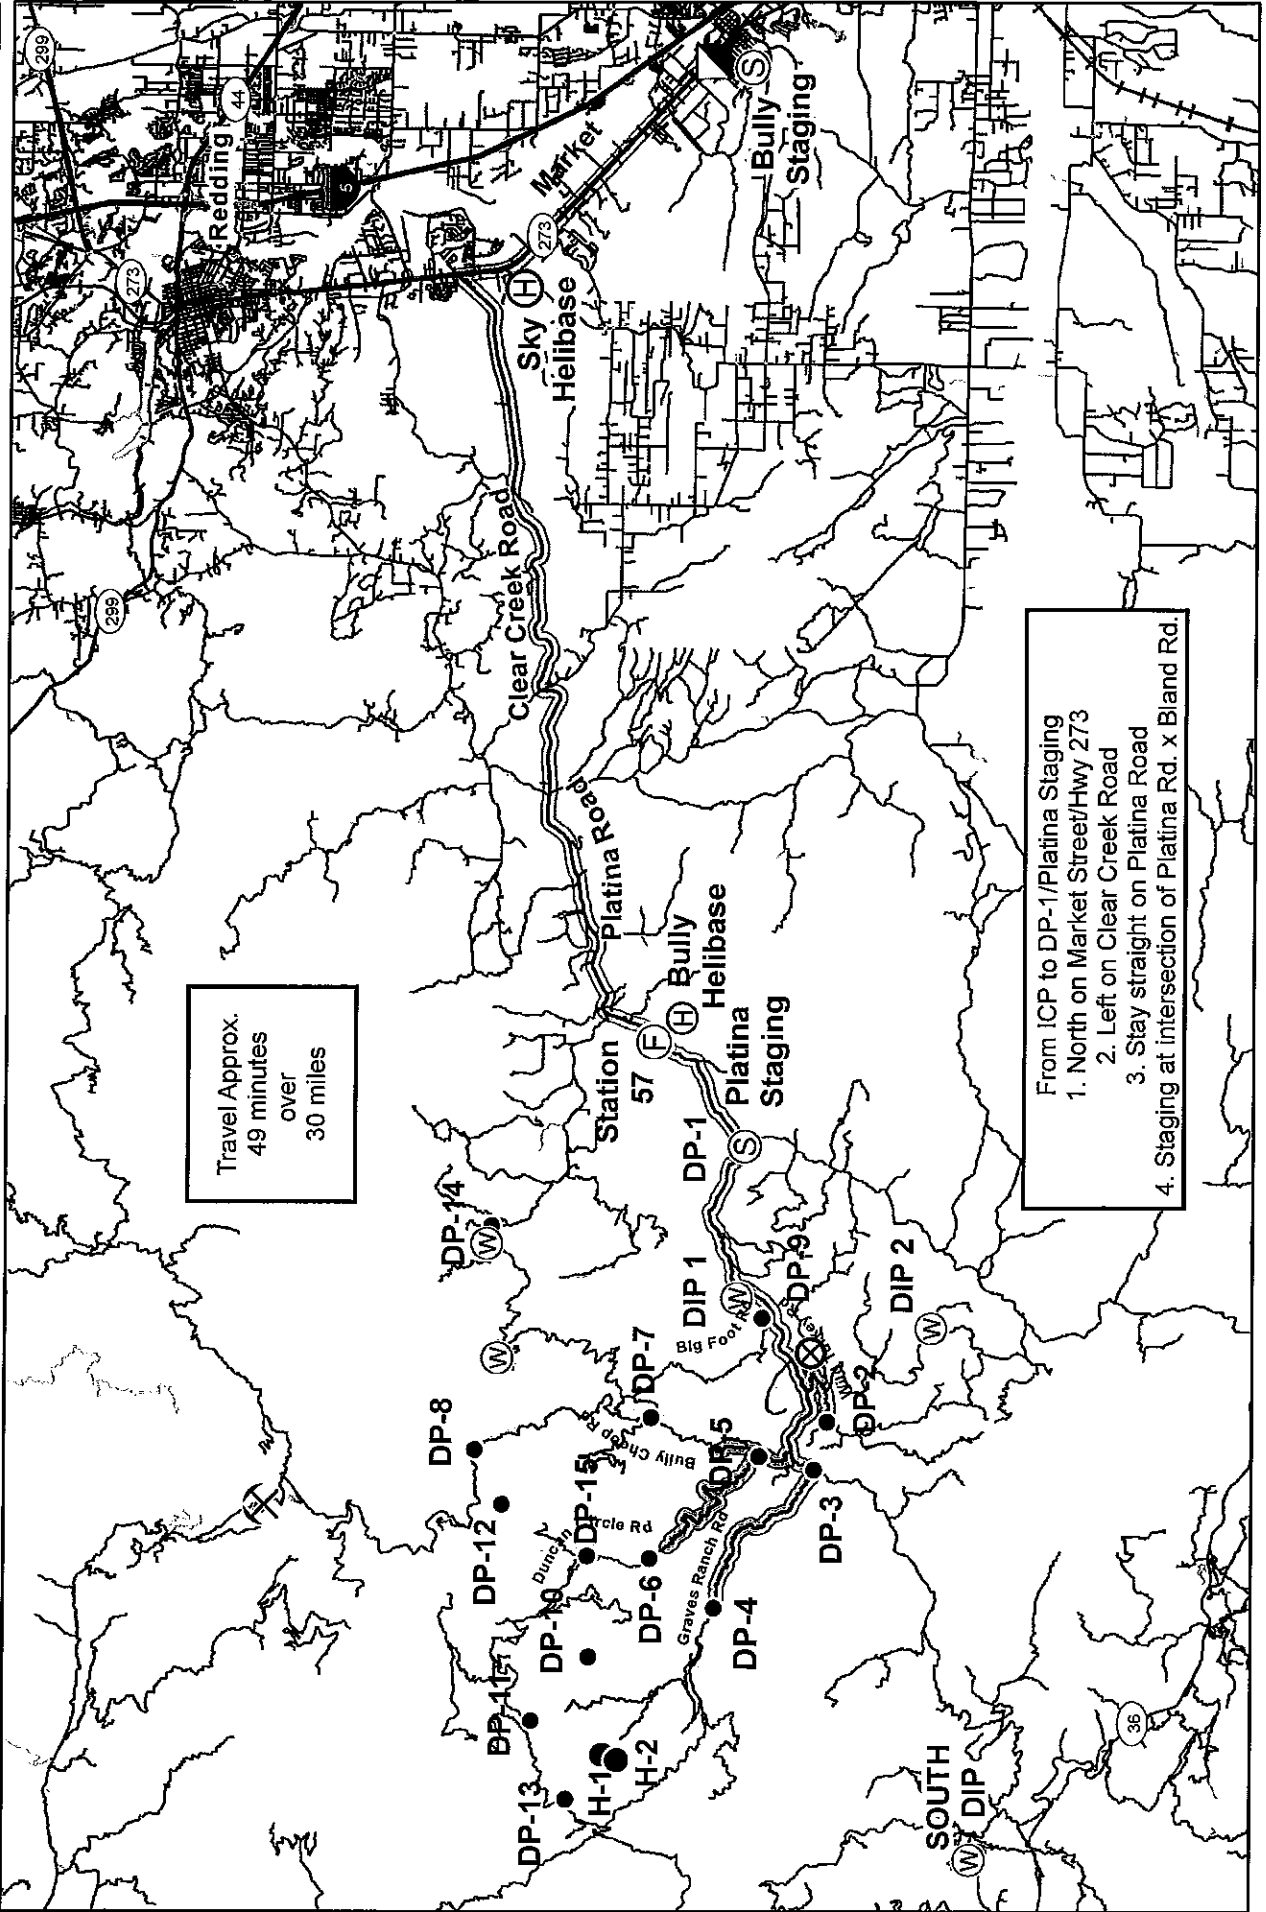 299
44
Redding
273
5
Market
273
Bully
Staging
S
H
Sky
Helibase
299
Clear Creek Road
Platina Road
Travel Approx.
49 minutes
over
30 miles
Station
57
F
H
Bully
Helibase
Platina
Staging
DP-1
S
From ICP to DP-1/Platina Staging
1. North on Market Street/Hwy 273
2. Left on Clear Creek Road
3. Stay straight on Platina Road
4. Staging at intersection of Platina Rd. x Bland Rd.
DP-14
W
W
DIP 1
W
DP-9
Big Foot Rd
DIP 2
W
DP-7
DP-8
Bully Choop Rd
DP-5
DP-2
DP-3
DP-12
DP-15
Duncan
rcle Rd
DP-6
DP-10
Graves Ranch Rd
DP-4
DP-11
DP-13
H-1
H-2
36
SOUTH
DIP
W